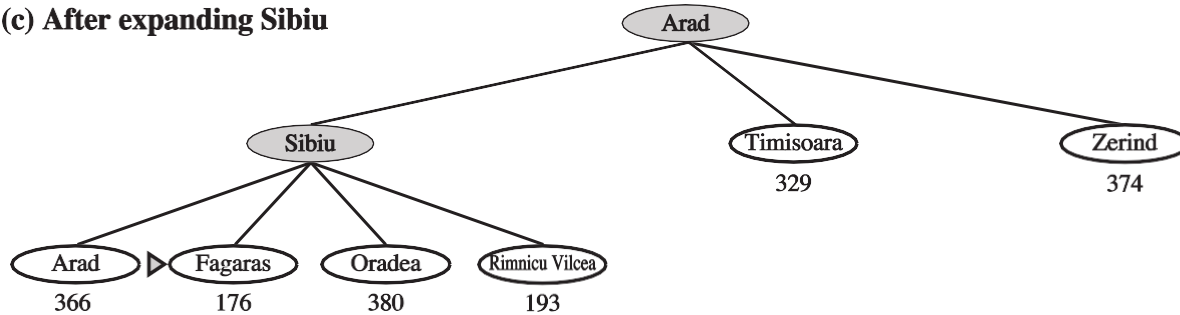 (c) After expanding Sibiu
Arad
Sibiu
Timisoara
Zerind
329
374
Arad
Fagaras
Oradea
Rimnicu Vilcea
366
176
380
193